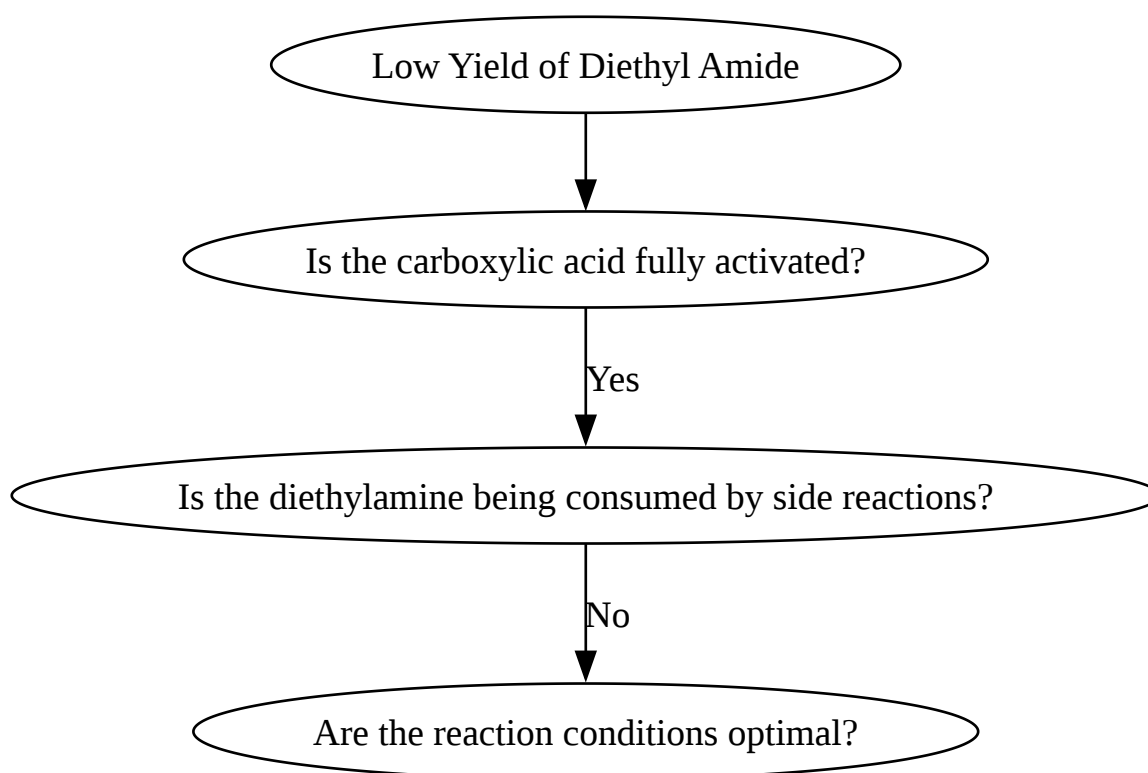 Low Yield of Diethyl Amide
Is the carboxylic acid fully activated?
Yes
Is the diethylamine being consumed by side reactions?
No
Are the reaction conditions optimal?